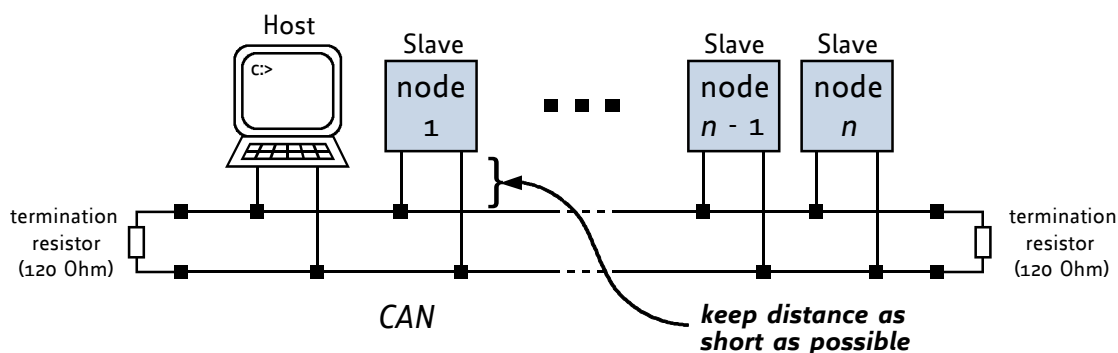 Host
C:>
Slave
node
1
Slave
node
n - 1
Slave
node
n
termination
resistor
(120 Ohm)
termination
resistor
(120 Ohm)
CAN
keep distance as
short as possible